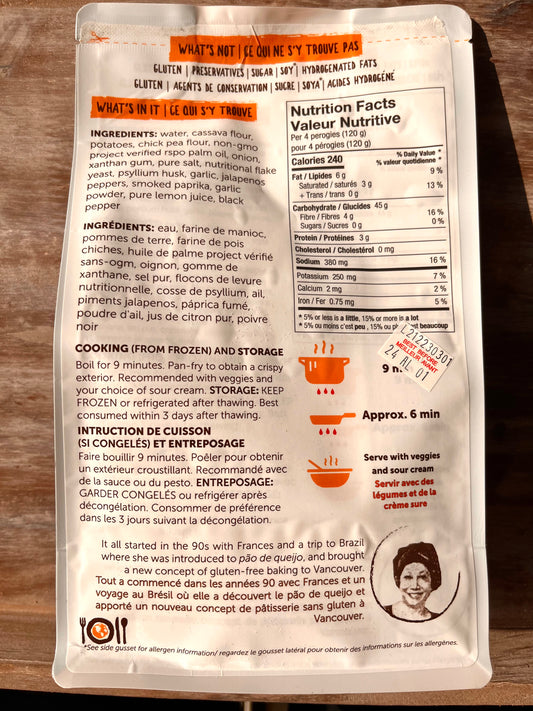 WHAT'S NOT | CE QUI NE S'Y TROUVE PAS
GLUTEN | PRESERVATIVES | SUGAR | SOY* | HYDROGENATED FATS
GLUTEN | AGENTS DE CONSERVATION | SUCRE | SOYA* | ACIDES HYDROGÉNÉ
WHAT'S IN IT | CE QUI S'Y TROUVE
INGREDIENTS: water, cassava flour,
potatoes, chick pea flour, non-gmo
project verified rspo palm oil, onion,
xanthan gum, pure salt, nutritional flake
yeast, psyllium husk, garlic, jalapenos
peppers, smoked paprika, garlic
powder, pure lemon juice, black
pepper
INGRÉDIENTS: eau, farine de manioc,
pommes de terre, farine de pois
chiches, huile de palme project vérifié
sans-ogm, oignon, gomme de
xanthane, sel pur, flocons de levure
nutritionnelle, cosse de psyllium, ail,
piments jalapenos, páprica fumé,
poudre d'ail, jus de citron pur, poivre
noir
Nutrition Facts
Valeur Nutritive
Per 4 perogies (120 g)
pour 4 pérogies (120 g)
Calories 240
% Daily Value *
% valeur quotidienne *
Fat / Lipides 6 g 9 %
Saturated / saturés 3 g 13 %
+ Trans / trans 0 g
Carbohydrate / Glucides 45 g
Fibre / Fibres 4 g 16 %
Sugars / Sucres 0 g 0 %
Protein / Protéines 3 g
Cholesterol / Cholestérol 0 mg
Sodium 380 mg 16 %
Potassium 250 mg 7 %
Calcium 2 mg 2 %
Iron / Fer 0.75 mg 5 %
* 5% or less is a little, 15% or more is a lot
* 5% ou moins c'est peu, 15% ou beaucoup
L212230301
BEST BEFORE
MEILLEUR AVANT
24 AL 01
COOKING (FROM FROZEN) AND STORAGE
Boil for 9 minutes. Pan-fry to obtain a crispy
exterior. Recommended with veggies and
your choice of sour cream. STORAGE: KEEP
FROZEN or refrigerated after thawing. Best
consumed within 3 days after thawing.
INTRUCTION DE CUISSON
(SI CONGELÉS) ET ENTREPOSAGE
Faire bouillir 9 minutes. Poêler pour obtenir
un extérieur croustillant. Recommandé avec
de la sauce ou du pesto. ENTREPOSAGE:
GARDER CONGELÉS ou refrigérer après
décongélation. Consommer de préférence
dans les 3 jours suivant la décongélation.
9
Approx. 6 min
Serve with veggies
and sour cream
Servir avec des
légumes et de la
crème sure
It all started in the 90s with Frances and a trip to Brazil
where she was introduced to pão de queijo, and brought
a new concept of gluten-free baking to Vancouver.
Tout a commencé dans les années 90 avec Frances et un
voyage au Brésil où elle a découvert le pão de queijo et
apporté un nouveau concept de pâtisserie sans gluten à
Vancouver.
*See side gusset for allergen information/ regardez le gousset latéral pour obtenir des informations sur les allergènes.